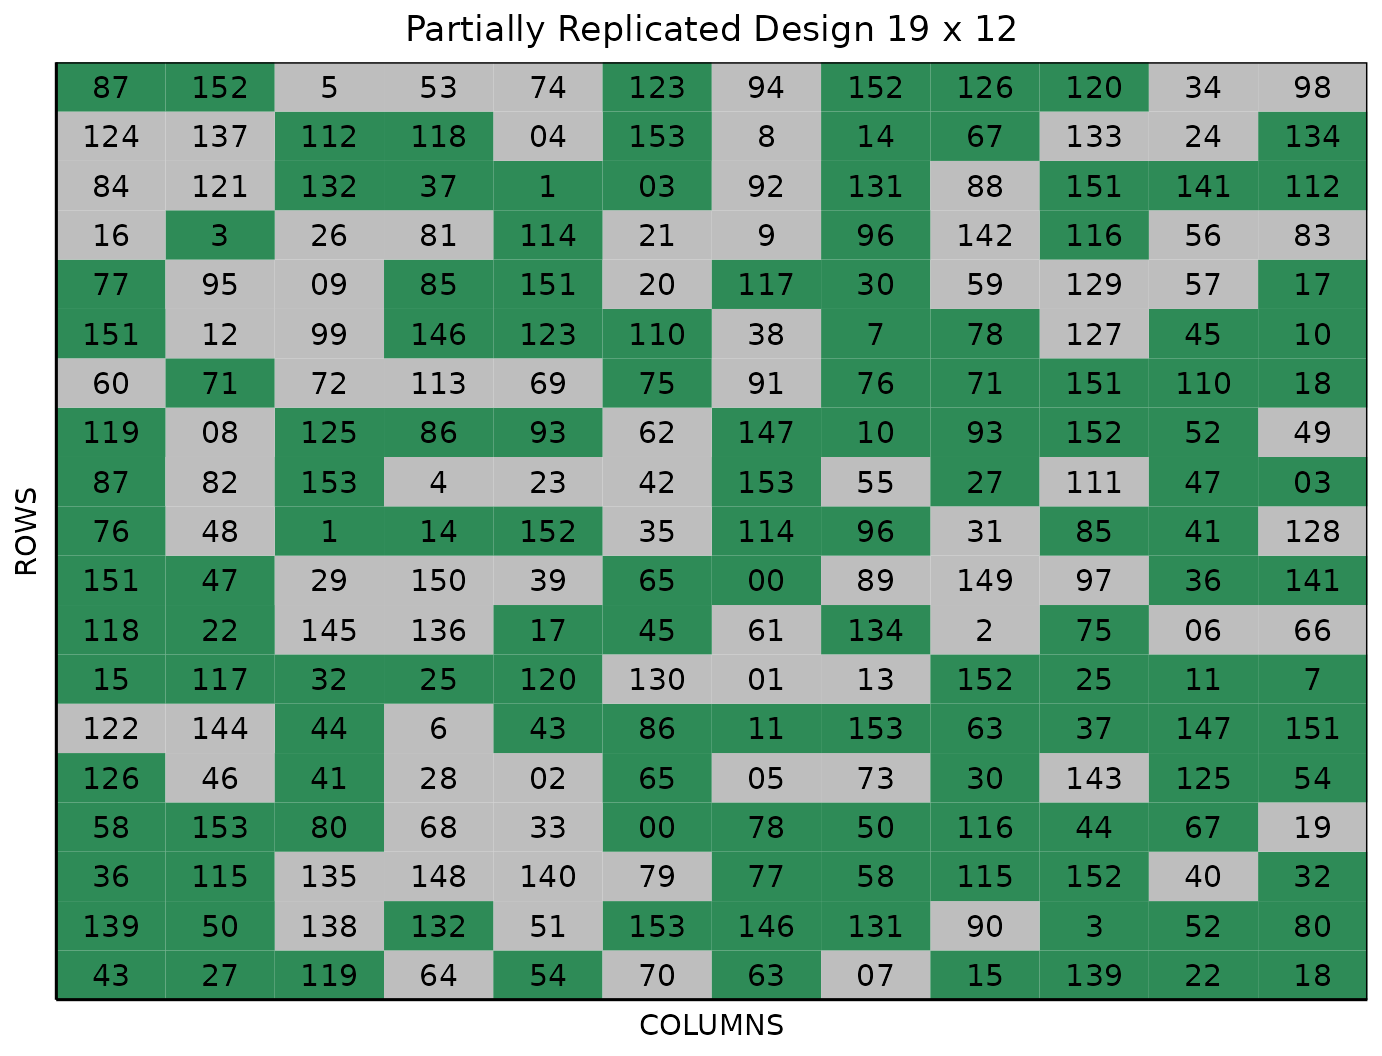 Partially Replicated Design 19 x 12
87 152 5 53 74 123 94 152 126 120 34 98
124 137 112 118 04 153 8 14 67 133 24 134
84 121 132 37 1 03 92 131 88 151 141 112
16 3 26 81 114 21 9 96 142 116 56 83
77 95 09 85 151 20 117 30 59 129 57 17
151 12 99 146 123 110 38 7 78 127 45 10
60 71 72 113 69 75 91 76 71 151 110 18
119 08 125 86 93 62 147 10 93 152 52 49
87 82 153 4 23 42 153 55 27 111 47 03
76 48 1 14 152 35 114 96 31 85 41 128
151 47 29 150 39 65 00 89 149 97 36 141
118 22 145 136 17 45 61 134 2 75 06 66
15 117 32 25 120 130 01 13 152 25 11 7
122 144 44 6 43 86 11 153 63 37 147 151
126 46 41 28 02 65 05 73 30 143 125 54
58 153 80 68 33 00 78 50 116 44 67 19
36 115 135 148 140 79 77 58 115 152 40 32
139 50 138 132 51 153 146 131 90 3 52 80
43 27 119 64 54 70 63 07 15 139 22 18
ROWS
COLUMNS